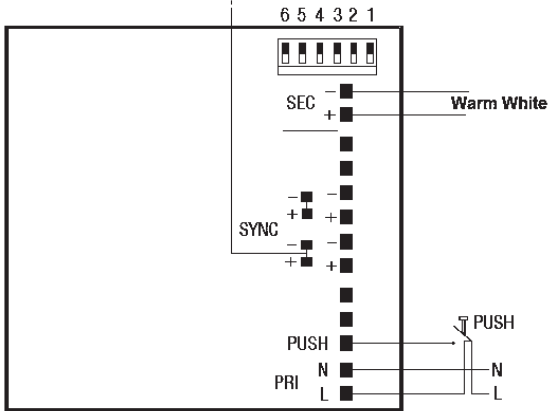 6 5 4 3 2 1
SEC
−
+
Warm White
− −
+ +
SYNC
− −
+ +
PUSH
PUSH
N
N
PRI
L
L